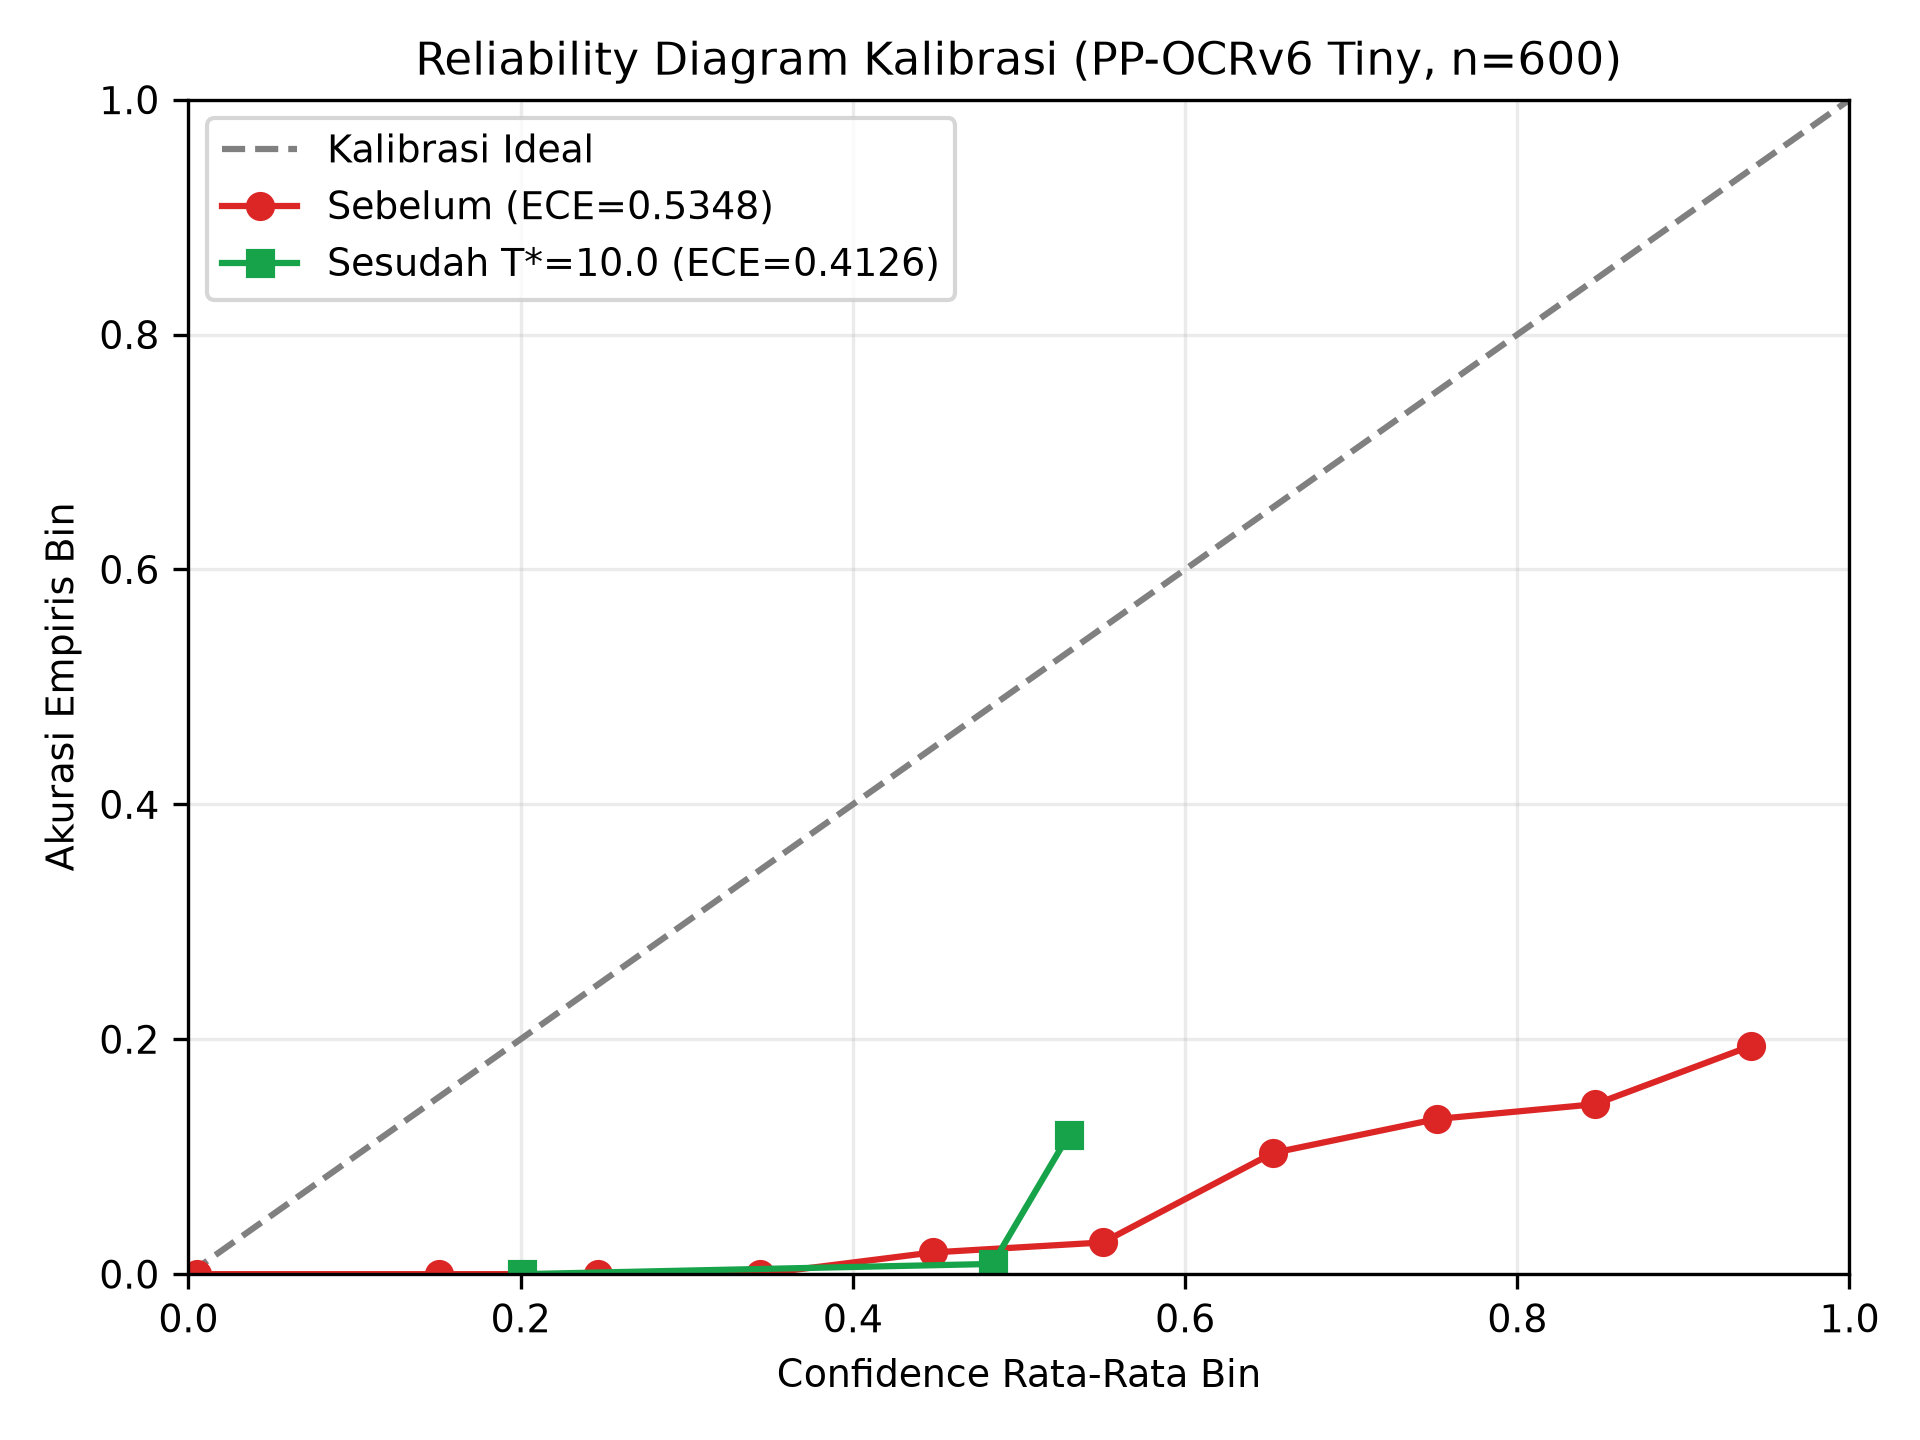 Reliability Diagram Kalibrasi (PP-OCRv6 Tiny, n=600)
Kalibrasi Ideal
Sebelum (ECE=0.5348)
Sesudah T*=10.0 (ECE=0.4126)
Akurasi Empiris Bin
1.0
0.8
0.6
0.4
0.2
0.0
0.0 0.2 0.4 0.6 0.8 1.0
Confidence Rata-Rata Bin